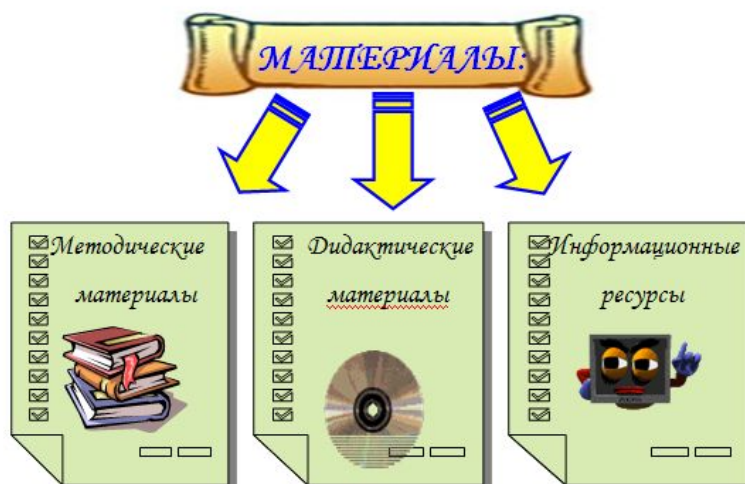 МАТЕРИАЛЫ:
Методические
материалы
Дидактические
материалы
Информационные
ресурсы